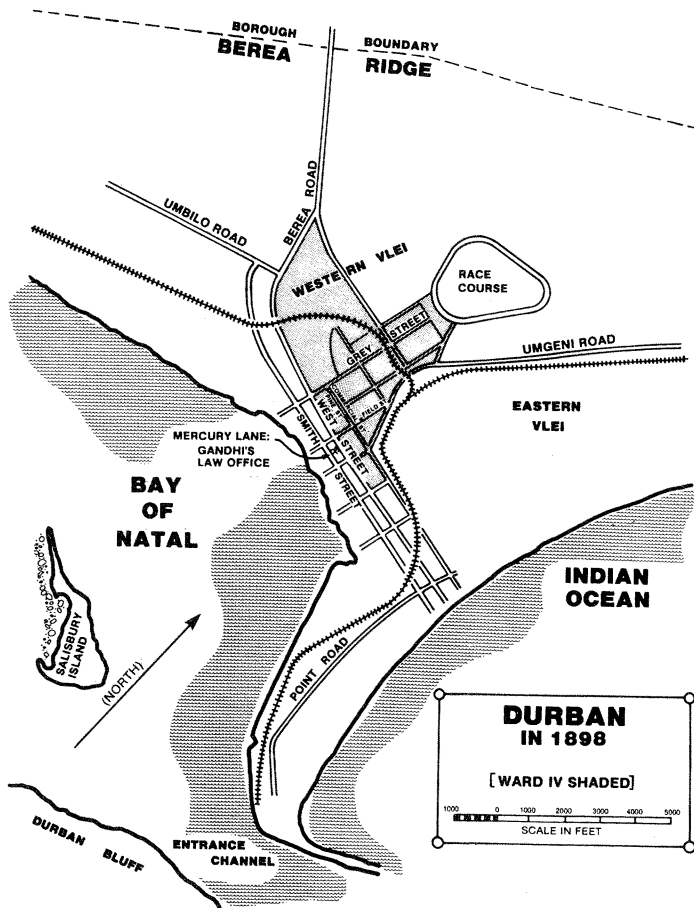 BOROUGH
BOUNDARY
BEREA
RIDGE
UMBILO ROAD
BEREA ROAD
WESTERN VLEI
RACE
COURSE
GREY
STREET
UMGENI ROAD
EASTERN
VLEI
FIELD
WEST
STREET
SMITH
STREET
MERCURY LANE:
GANDHI'S
LAW OFFICE
BAY
OF
NATAL
INDIAN
OCEAN
SALISBURY
ISLAND
(NORTH)
POINT ROAD
DURBAN
IN 1898
[WARD IV SHADED]
1000 0 1000 2000 3000 4000 5000
SCALE IN FEET
DURBAN BLUFF
ENTRANCE
CHANNEL